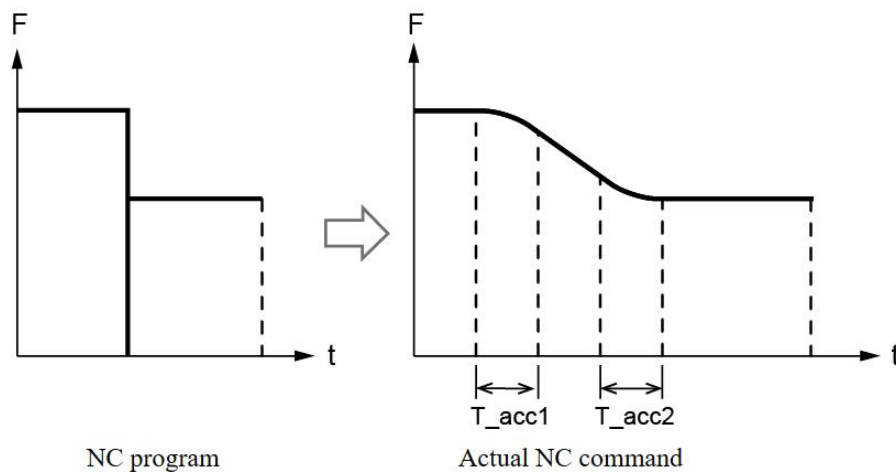 F
t
NC program
F
t
T_acc1
T_acc2
Actual NC command